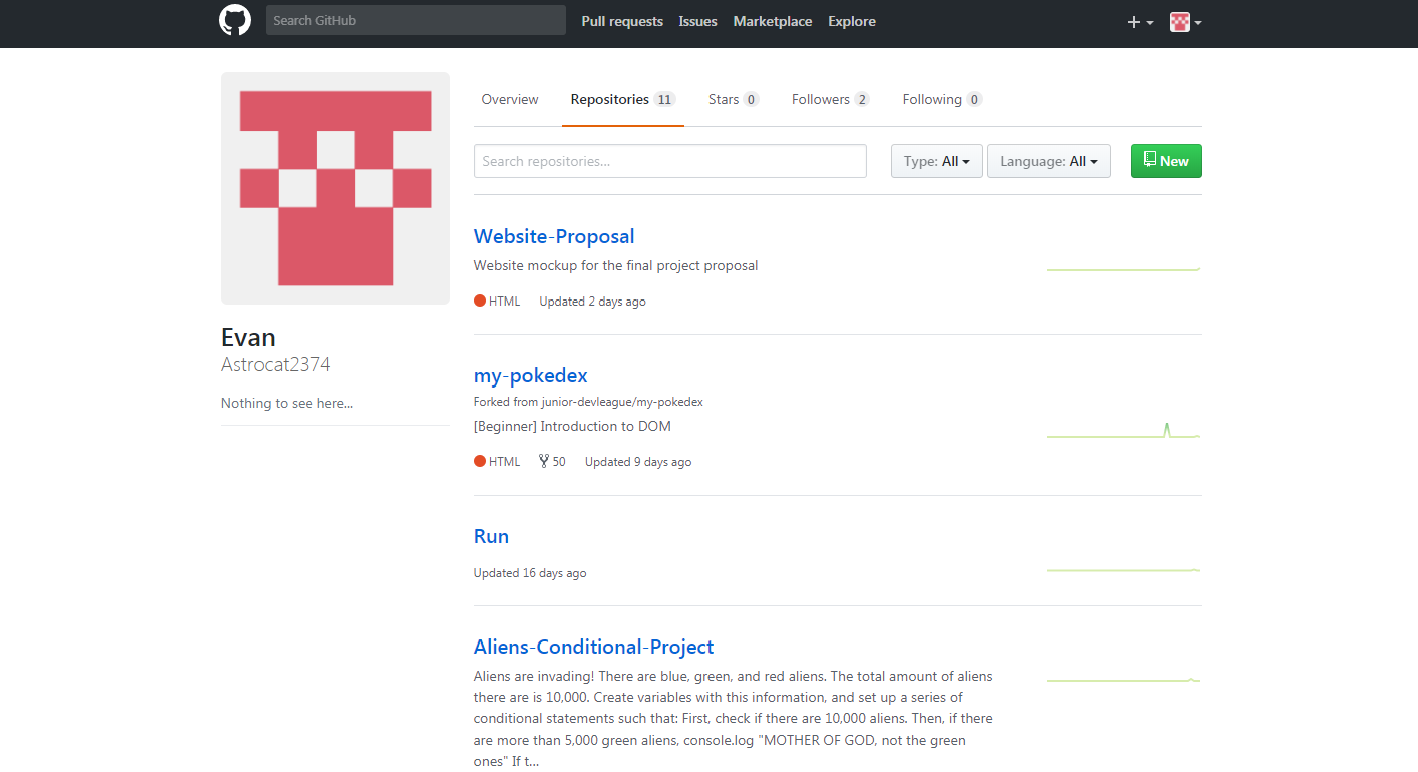 Search GitHub
Pull requests Issues Marketplace Explore
Overview Repositories 11 Stars 0 Followers 2 Following 0
Search repositories...
Type: All Language: All New
Evan
Astrocat2374
Nothing to see here...
Website-Proposal
Website mockup for the final project proposal
HTML Updated 2 days ago
my-pokedex
Forked from junior-devleague/my-pokedex
[Beginner] Introduction to DOM
HTML 50 Updated 9 days ago
Run
Updated 16 days ago
Aliens-Conditional-Project
Aliens are invading! There are blue, green, and red aliens. The total amount of aliens
there are is 10,000. Create variables with this information, and set up a series of
conditional statements such that: First, check if there are 10,000 aliens. Then, if there
are more than 5,000 green aliens, console.log "MOTHER OF GOD, not the green
ones" If t...